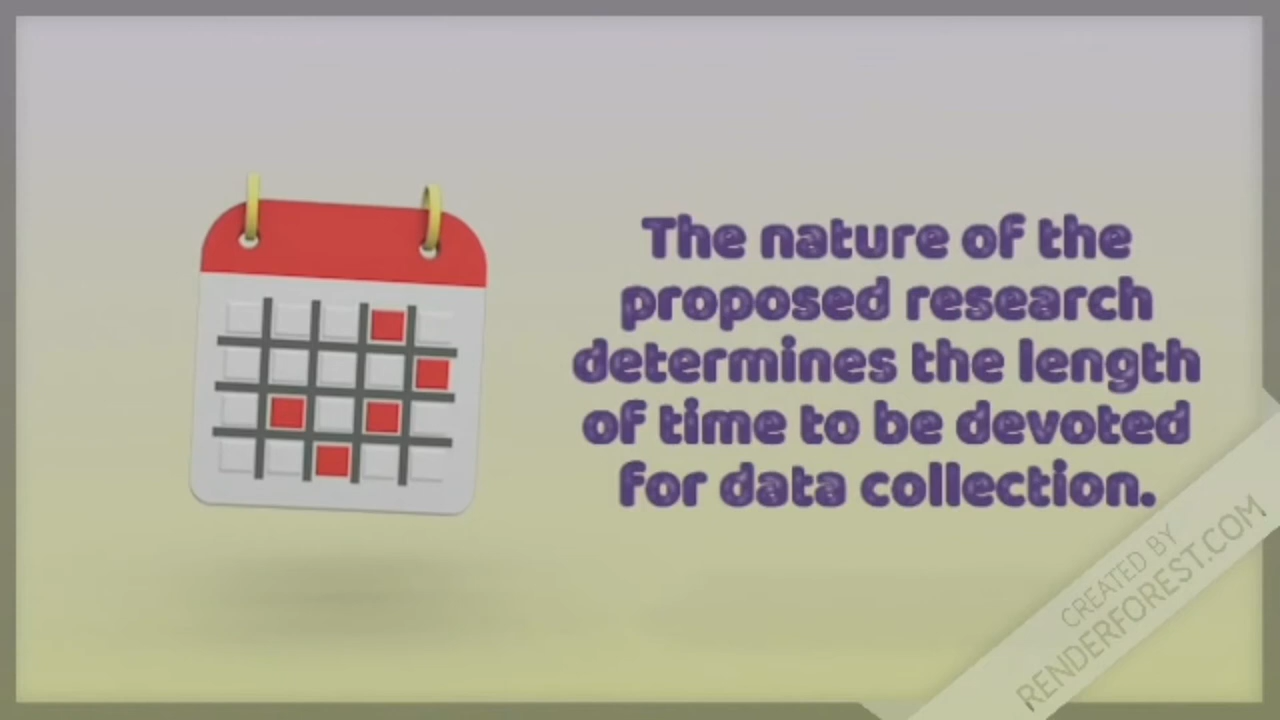 The nature of the
proposed research
determines the length
of time to be devoted
for data collection.
CREATED BY
RENDERFOREST.COM